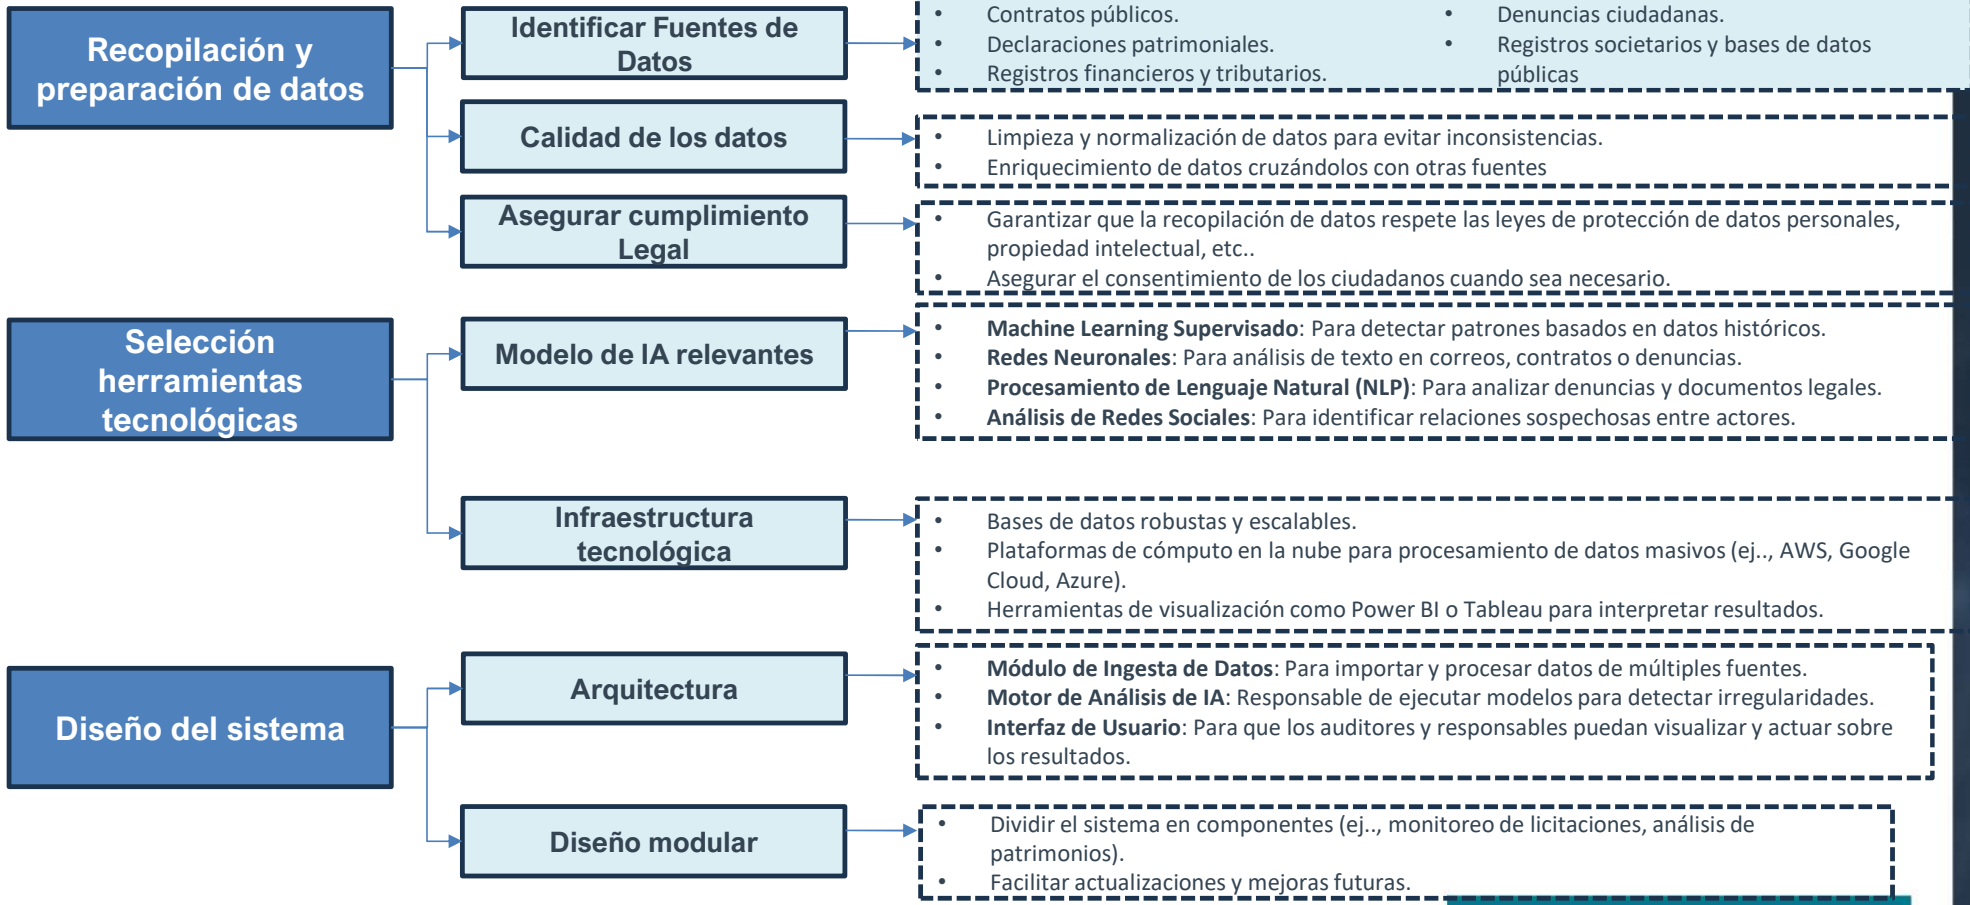 Recopilación y
preparación de datos
Identificar Fuentes de
Datos
• Contratos públicos.
• Declaraciones patrimoniales.
• Registros financieros y tributarios.
• Denuncias ciudadanas.
• Registros societarios y bases de datos
públicas
Calidad de los datos
• Limpieza y normalización de datos para evitar inconsistencias.
• Enriquecimiento de datos cruzándolos con otras fuentes
Asegurar cumplimiento
Legal
• Garantizar que la recopilación de datos respete las leyes de protección de datos personales,
propiedad intelectual, etc..
• Asegurar el consentimiento de los ciudadanos cuando sea necesario.
Selección
herramientas
tecnológicas
Modelo de IA relevantes
• Machine Learning Supervisado: Para detectar patrones basados en datos históricos.
• Redes Neuronales: Para análisis de texto en correos, contratos o denuncias.
• Procesamiento de Lenguaje Natural (NLP): Para analizar denuncias y documentos legales.
• Análisis de Redes Sociales: Para identificar relaciones sospechosas entre actores.
Infraestructura
tecnológica
• Bases de datos robustas y escalables.
• Plataformas de cómputo en la nube para procesamiento de datos masivos (ej.., AWS, Google
Cloud, Azure).
• Herramientas de visualización como Power BI o Tableau para interpretar resultados.
Diseño del sistema
Arquitectura
• Módulo de Ingesta de Datos: Para importar y procesar datos de múltiples fuentes.
• Motor de Análisis de IA: Responsable de ejecutar modelos para detectar irregularidades.
• Interfaz de Usuario: Para que los auditores y responsables puedan visualizar y actuar sobre
los resultados.
Diseño modular
• Dividir el sistema en componentes (ej.., monitoreo de licitaciones, análisis de
patrimonios).
• Facilitar actualizaciones y mejoras futuras.